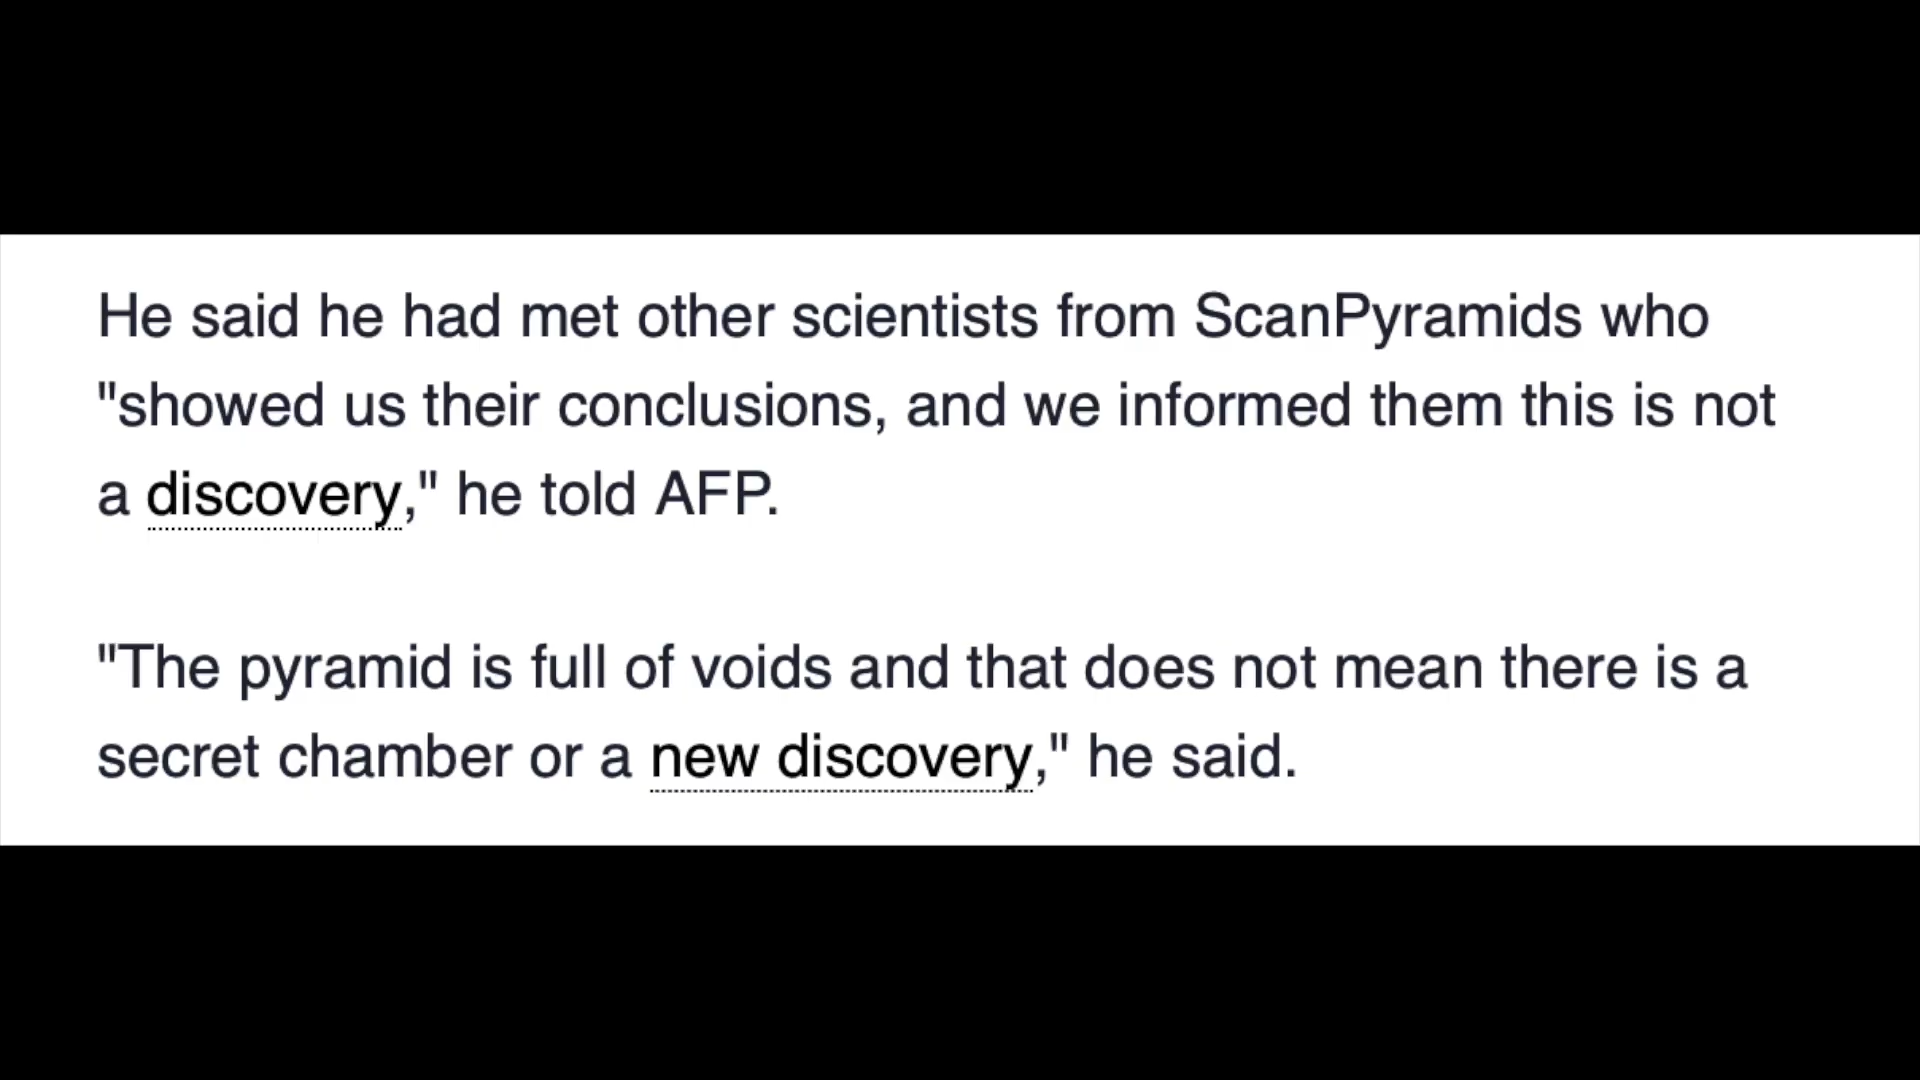 He said he had met other scientists from ScanPyramids who
"showed us their conclusions, and we informed them this is not
a discovery," he told AFP.
"The pyramid is full of voids and that does not mean there is a
secret chamber or a new discovery," he said.